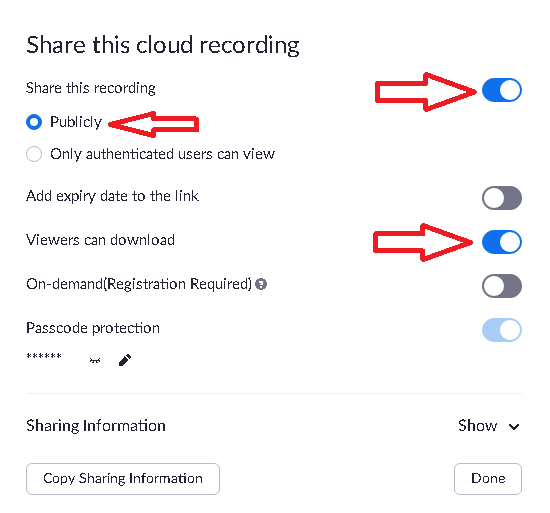 Share this cloud recording
Share this recording
Publicly
Only authenticated users can view
Add expiry date to the link
Viewers can download
On-demand(Registration Required) ?
Passcode protection
******
Sharing Information Show
Copy Sharing Information Done